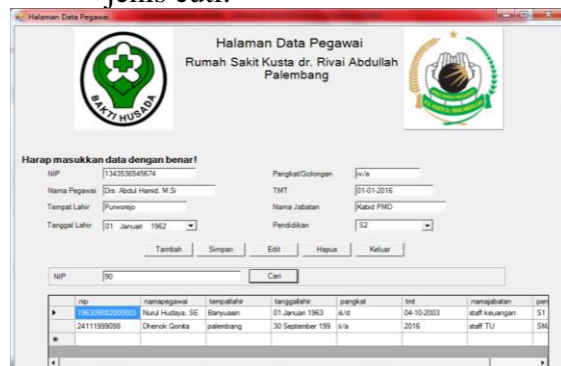 jenis cuti.
Halaman Data Pegawai
Halaman Data Pegawai
Rumah Sakit Kusta dr. Rivai Abdullah
Palembang
BAKTI HUSADA
Harap masukkan data dengan benar!
NIP 1343536545674 Pangkat/Golongan iv/a
Nama Pegawai Drs. Abdul Hamid, M.Si TMT 01-01-2016
Tempat Lahir Purworejo Nama Jabatan Kabid PMD
Tanggal Lahir 01 Januari 1962 Pendidikan S2
Tambah Simpan Edit Hapus Keluar
NIP 90 Cari
nip namapegawai tempatlahir tanggallahir pangkat tmt namajabatan pen
196309082000003 Nurul Hudaya, SE Banyuasin 01 Januari 1963 iii/d 04-10-2003 staff keuangan S1
24111999098 Dhenok Qonita palembang 30 September 199 ii/a 2016 staff TU SM